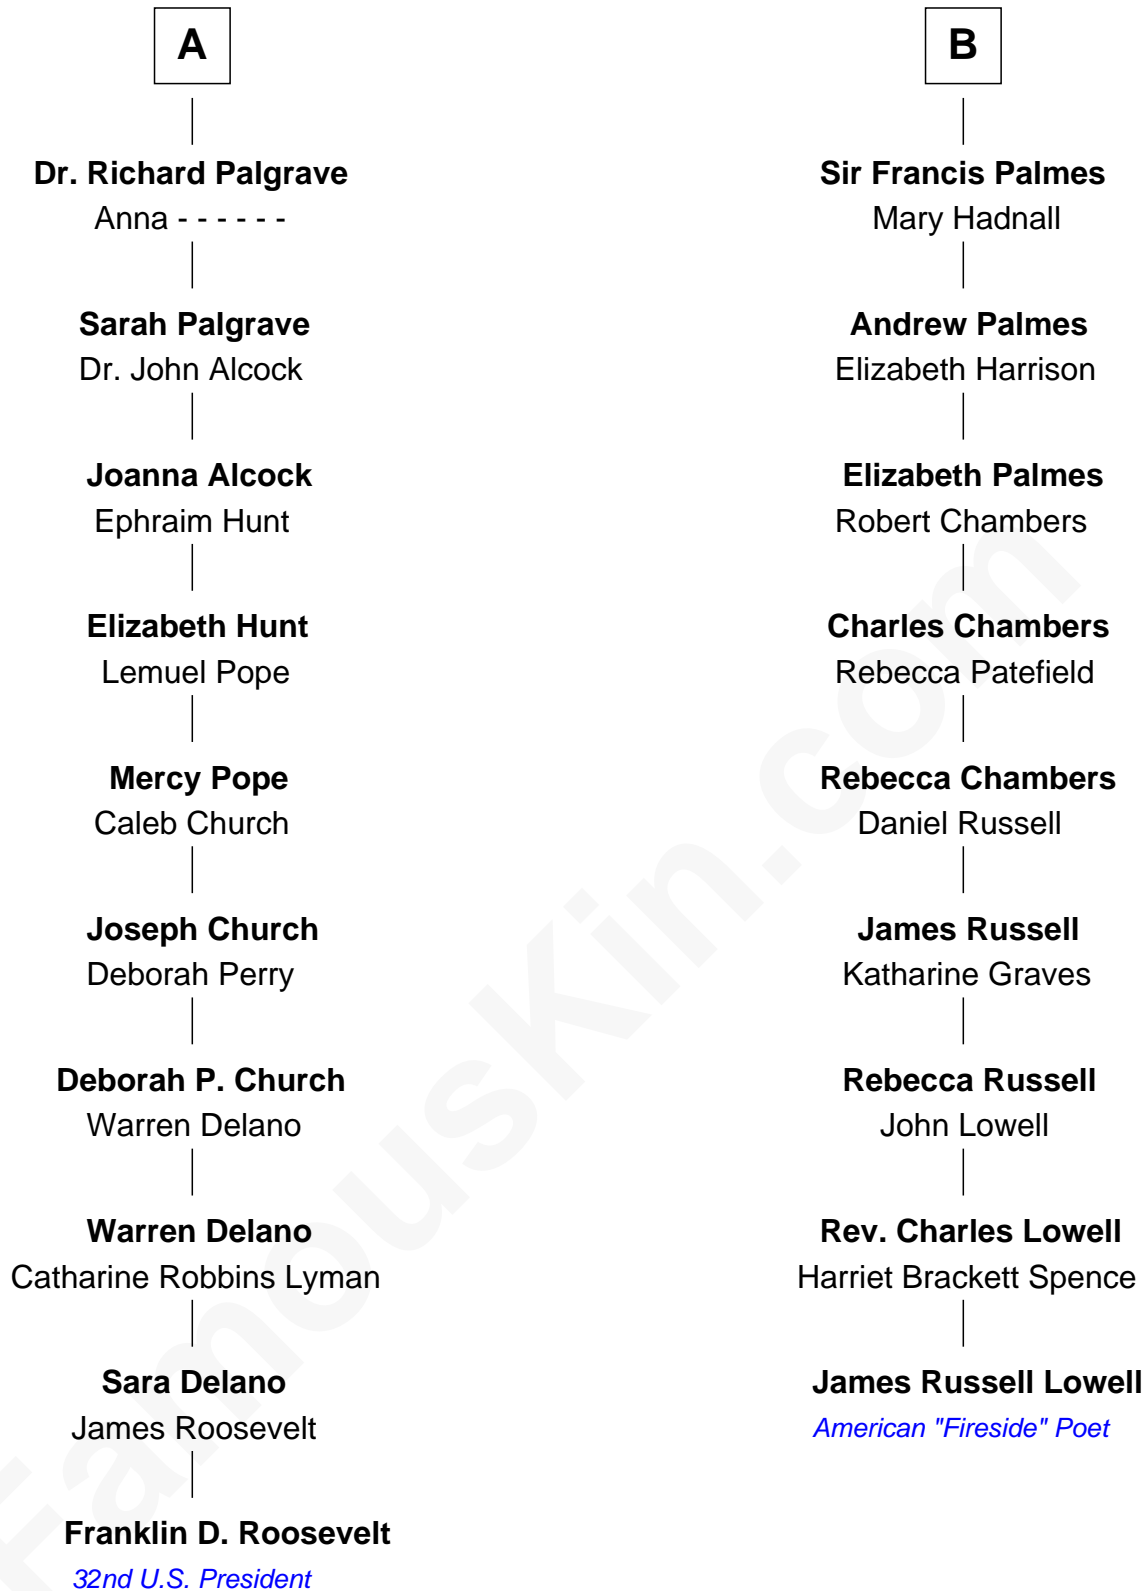 A
Dr. Richard Palgrave
Anna - - - - - -
Sarah Palgrave
Dr. John Alcock
Joanna Alcock
Ephraim Hunt
Elizabeth Hunt
Lemuel Pope
Mercy Pope
Caleb Church
Joseph Church
Deborah Perry
Deborah P. Church
Warren Delano
Warren Delano
Catharine Robbins Lyman
Sara Delano
James Roosevelt
Franklin D. Roosevelt
32nd U.S. President
B
Sir Francis Palmes
Mary Hadnall
Andrew Palmes
Elizabeth Harrison
Elizabeth Palmes
Robert Chambers
Charles Chambers
Rebecca Patefield
Rebecca Chambers
Daniel Russell
James Russell
Katharine Graves
Rebecca Russell
John Lowell
Rev. Charles Lowell
Harriet Brackett Spence
James Russell Lowell
American "Fireside" Poet
FamousKin.com